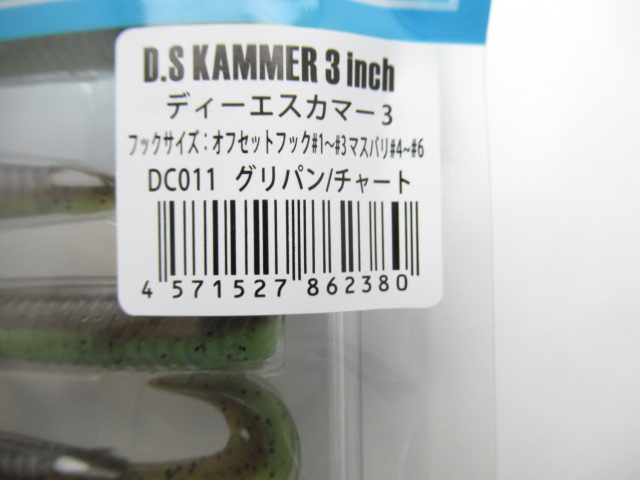 D.S KAMMER 3 inch
ディーエスカマー3
フックサイズ：オフセットフック#1~#3マスバリ#4~#6
DC011 グリパン/チャート
4 571527 862380